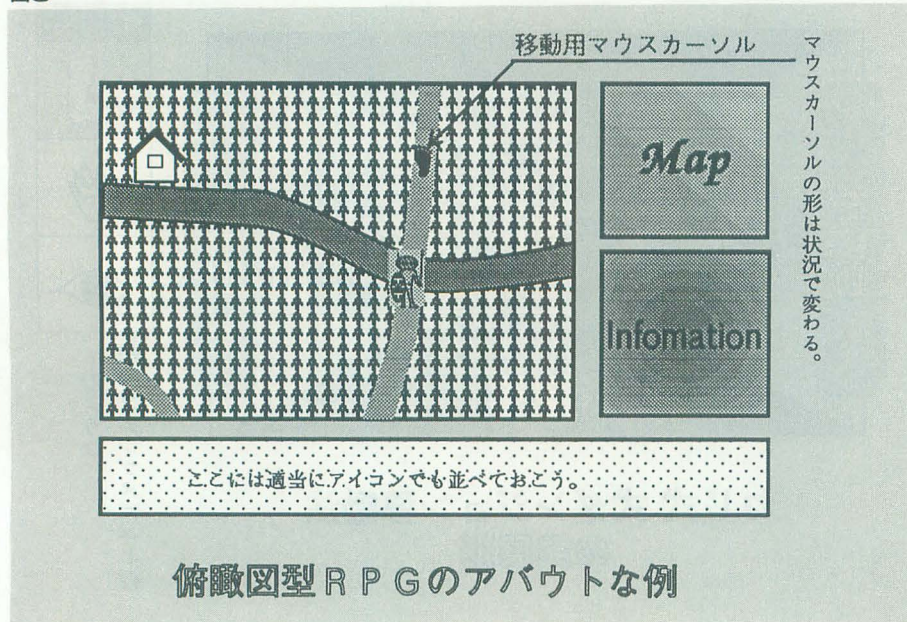 移動用マウスカーソル
マウスカーソルの形は状況で変わる。
Map
Infomation
ここには適当にアイコンでも並べておこう。
俯瞰図型RPGのアバウトな例